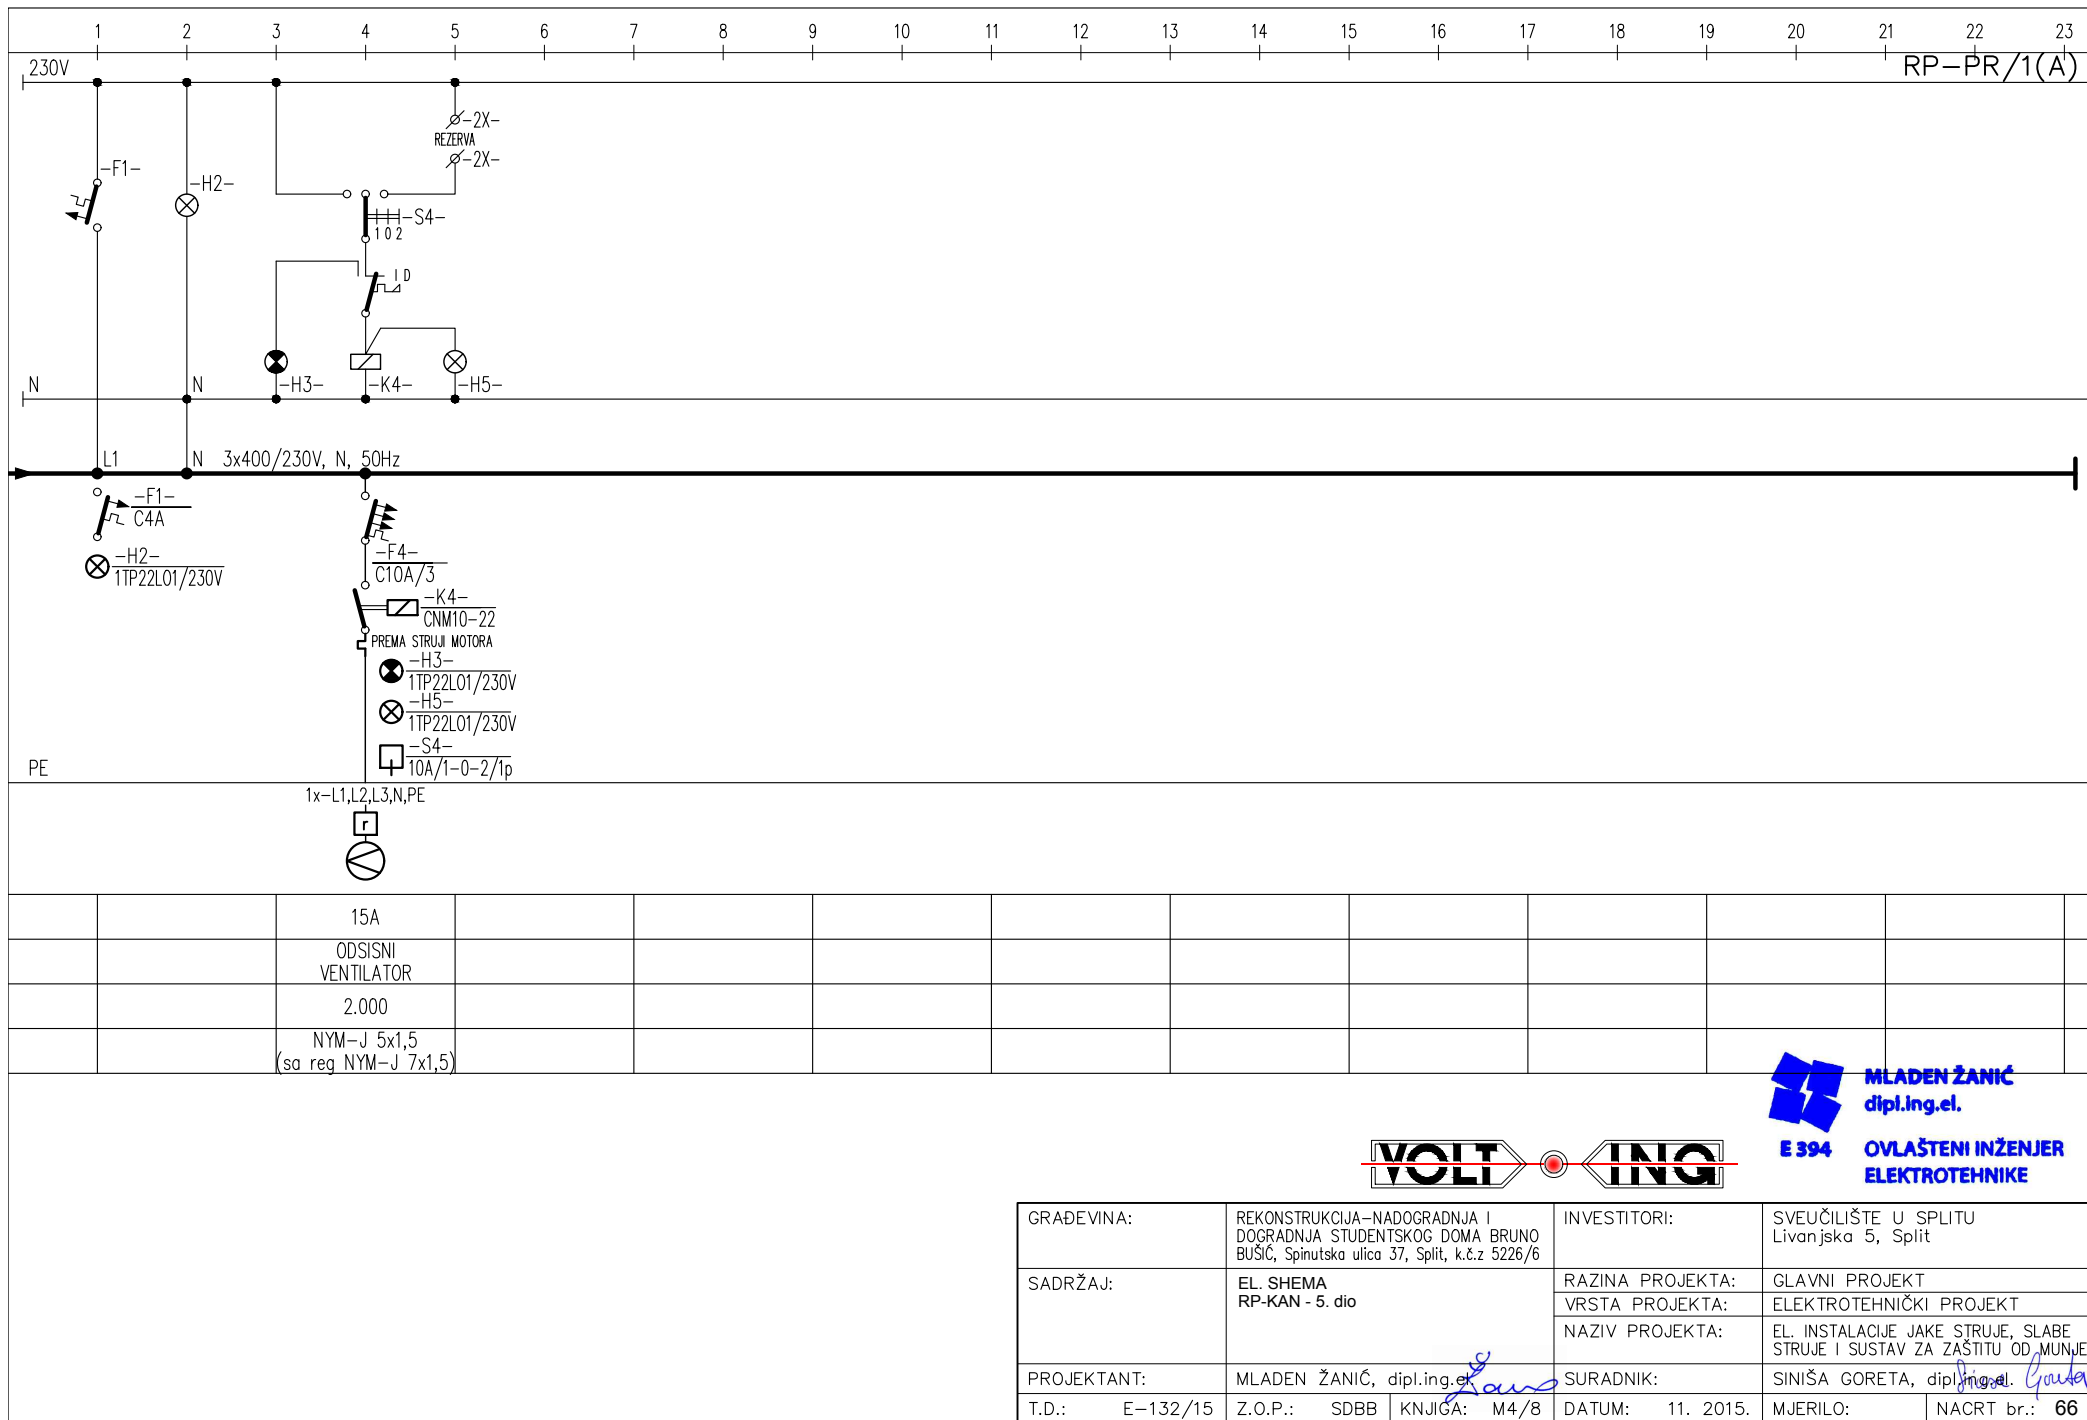 1 2 3 4 5 6 7 8 9 10 11 12 13 14 15 16 17 18 19 20 21 22 23
230V
RP-PR/1(A)
-2X-
REZERVA
-2X-
-F1-
-H2-
-S4-
1 0 2
I D
N
N
-H3-
-K4-
-H5-
L1
N
3x400/230V, N, 50Hz
-F1-
C4A
-H2-
1TP22L01/230V
-F4-
C10A/3
-K4-
CNM10-22
PREMA STRUJI MOTORA
-H3-
1TP22L01/230V
-H5-
1TP22L01/230V
-S4-
10A/1-0-2/1p
PE
1x-L1,L2,L3,N,PE
r
15A
ODSISNI
VENTILATOR
2.000
NYM-J 5x1,5
(sa reg NYM-J 7x1,5)
MLADEN ŽANIĆ
dipl.ing.el.
E 394
OVLAŠTENI INŽENJER
ELEKTROTEHNIKE
VOLT ING
GRAĐEVINA:
REKONSTRUKCIJA-NADOGRADNJA I
DOGRADNJA STUDENTSKOG DOMA BRUNO
BUŠIĆ, Spinutska ulica 37, Split, k.č.z 5226/6
INVESTITORI:
SVEUČILIŠTE U SPLITU
Livanjska 5, Split
SADRŽAJ:
EL. SHEMA
RP-KAN - 5. dio
RAZINA PROJEKTA:
GLAVNI PROJEKT
VRSTA PROJEKTA:
ELEKTROTEHNIČKI PROJEKT
NAZIV PROJEKTA:
EL. INSTALACIJE JAKE STRUJE, SLABE
STRUJE I SUSTAV ZA ZAŠTITU OD MUNJE
PROJEKTANT:
MLADEN ŽANIĆ, dipl.ing.el.
SURADNIK:
SINIŠA GORETA, dipl.ing.el.
T.D.: E-132/15
Z.O.P.: SDBB
KNJIGA: M4/8
DATUM: 11. 2015.
MJERILO:
NACRT br.: 66